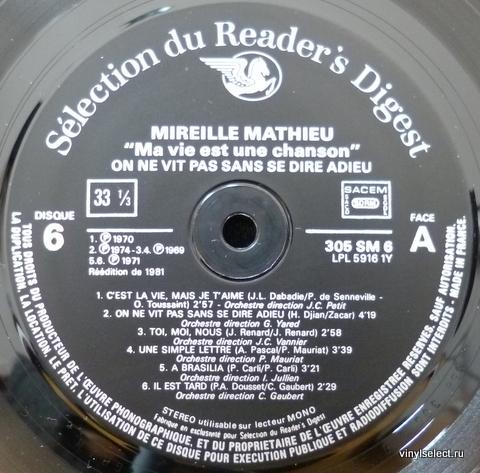 Sélection du Reader's Digest
MIREILLE MATHIEU
"Ma vie est une chanson"
ON NE VIT PAS SANS SE DIRE ADIEU
33 1/3
SACEM
DISQUE
6
FACE
A
1. Ⓟ 1970
2. Ⓟ 1974-3.4. Ⓟ 1969
5.6. Ⓟ 1971
Réédition de 1981
305 SM 6
LPL 5916 1Y
1. C'EST LA VIE, MAIS JE T'AIME (J.L. Dabadie/P. de Senneville -
O. Toussaint) 2'57 - Orchestre direction J.C. Petit
2. ON NE VIT PAS SANS SE DIRE ADIEU (H. Djian/Zacar) 4'19
Orchestre direction G. Yared
3. TOI, MOI, NOUS (J. Renard/J. Renard) 2'58
Orchestre direction J.C. Vannier
4. UNE SIMPLE LETTRE (A. Pascal/P. Mauriat) 3'39
Orchestre direction P. Mauriat
5. A BRASILIA (P. Carli/P. Carli) 3'21
Orchestre direction I. Jullien
6. IL EST TARD (P.A. Dousset/C. Gaubert) 2'29
Orchestre direction C. Gaubert
STEREO utilisable sur lecteur MONO
Fabriqué en exclusivité pour Sélection du Reader's Digest
TOUS DROITS DU PRODUCTEUR DE L'ŒUVRE PHONOGRAPHIQUE, ET DU PROPRIETAIRE DE L'ŒUVRE ENREGISTREE RESERVES. SAUF AUTORISATION,
LA DUPLICATION, LA LOCATION, LE PRET, L'UTILISATION DE CE DISQUE POUR EXECUTION PUBLIQUE ET RADIODIFFUSION SONT INTERDITS - MADE IN FRANCE.
vinylselect.ru